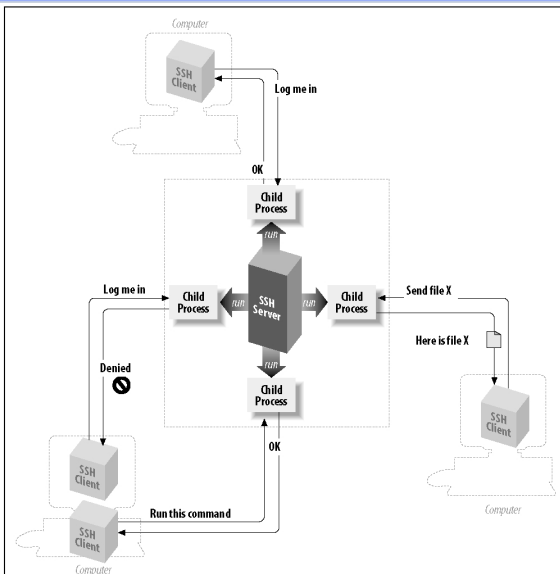 Computer
SSH
Client
Log me in
OK
Child
Process
run
Log me in
Child
Process
run
SSH
Server
run
Child
Process
Send file X
Here is file X
Denied
run
Child
Process
OK
SSH
Client
SSH
Client
Computer
Run this command
SSH
Client
Computer